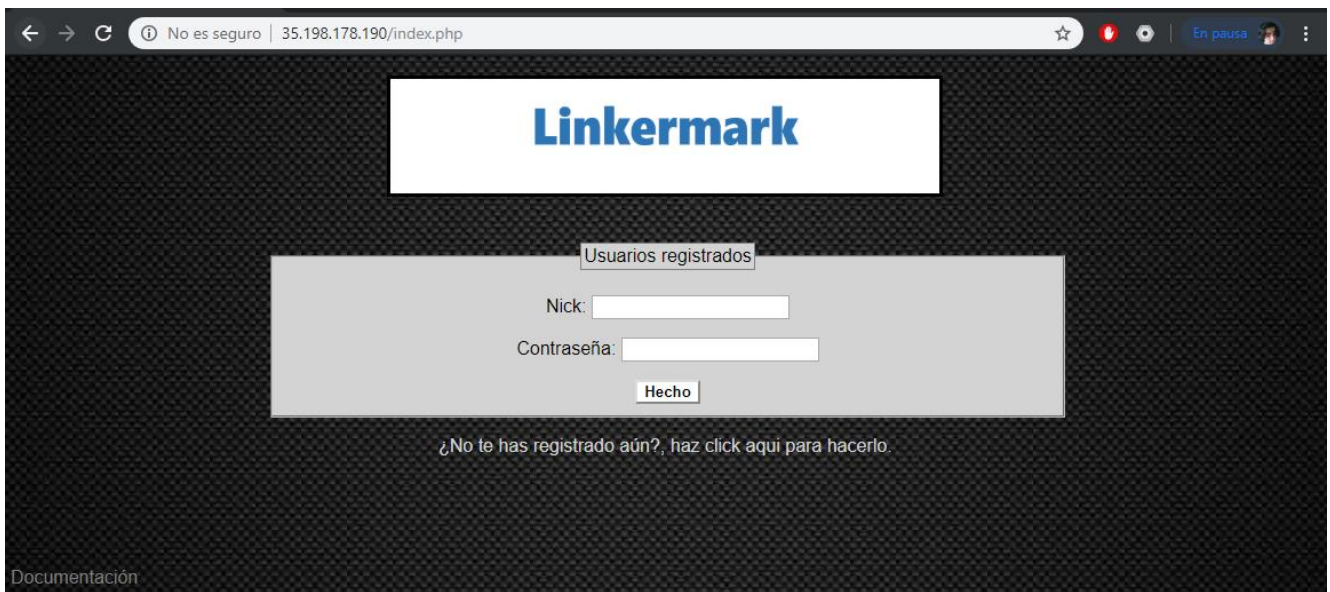 No es seguro | 35.198.178.190/index.php
En pausa
Linkermark
Usuarios registrados
Nick:
Contraseña:
Hecho
¿No te has registrado aún?, haz click aqui para hacerlo.
Documentación